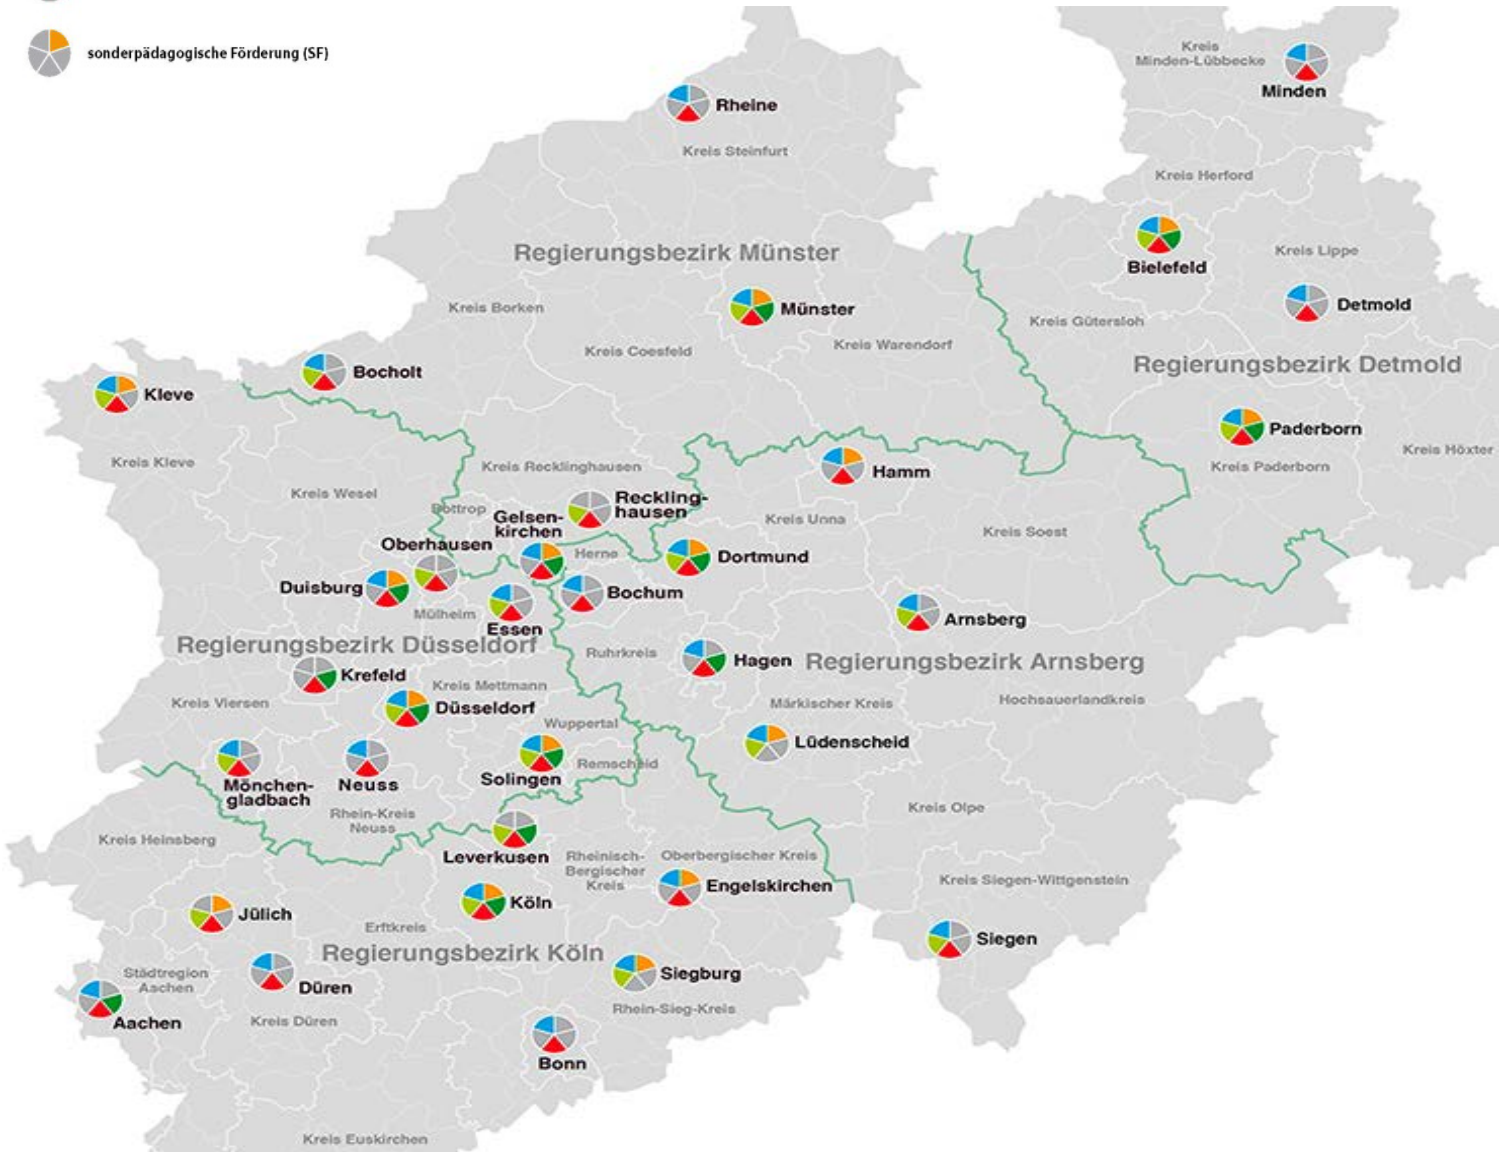 sonderpädagogische Förderung (SF)
Kreis
Minden-Lübbecke
Minden
Rheine
Kreis Steinfurt
Kreis Herford
Regierungsbezirk Münster
Bielefeld
Kreis Lippe
Kreis Borken
Münster
Detmold
Kreis Gütersloh
Kreis Coesfeld
Kreis Warendorf
Regierungsbezirk Detmold
Bocholt
Kleve
Paderborn
Kreis Höxter
Kreis Kleve
Kreis Recklinghausen
Hamm
Kreis Paderborn
Kreis Wesel
Reckling-
hausen
Bottrop
Gelsen-
kirchen
Kreis Unna
Kreis Soest
Oberhausen
Herne
Dortmund
Duisburg
Bochum
Mülheim
Essen
Arnsberg
Regierungsbezirk Düsseldorf
Ruhrkreis
Hagen
Regierungsbezirk Arnsberg
Krefeld
Kreis Mettmann
Kreis Viersen
Düsseldorf
Märkischer Kreis
Hochsauerlandkreis
Wuppertal
Lüdenscheid
Remscheid
Solingen
Mönchen-
gladbach
Neuss
Rhein-Kreis
Neuss
Kreis Olpe
Kreis Heinsberg
Leverkusen
Rheinisch-
Bergischer
Kreis
Oberbergischer Kreis
Kreis Siegen-Wittgenstein
Engelskirchen
Köln
Jülich
Erftkreis
Siegen
Regierungsbezirk Köln
Städtregion
Aachen
Siegburg
Düren
Rhein-Sieg-Kreis
Aachen
Kreis Düren
Bonn
Kreis Euskirchen